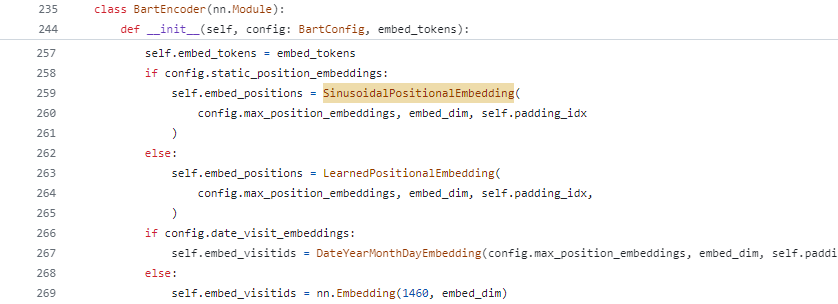 235 class BartEncoder(nn.Module):
244 def __init__(self, config: BartConfig, embed_tokens):
257 self.embed_tokens = embed_tokens
258 if config.static_position_embeddings:
259 self.embed_positions = SinusoidalPositionalEmbedding(
260 config.max_position_embeddings, embed_dim, self.padding_idx
261 )
262 else:
263 self.embed_positions = LearnedPositionalEmbedding(
264 config.max_position_embeddings, embed_dim, self.padding_idx,
265 )
266 if config.date_visit_embeddings:
267 self.embed_visitids = DateYearMonthDayEmbedding(config.max_position_embeddings, embed_dim, self.paddi
268 else:
269 self.embed_visitids = nn.Embedding(1460, embed_dim)